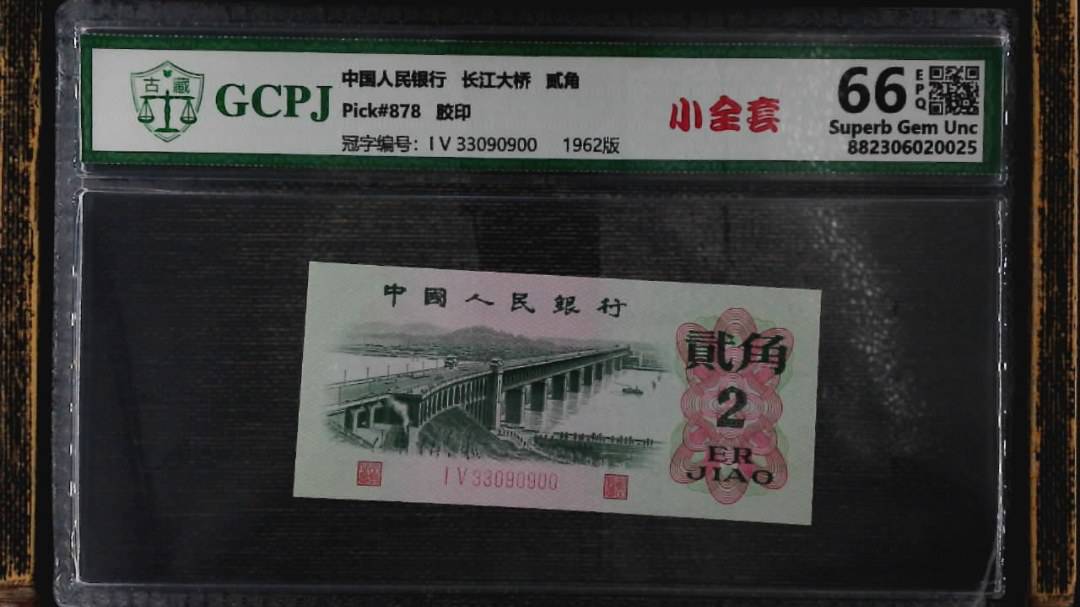 古藏
GCPJ
中国人民银行 长江大桥 贰角
Pick#878 胶印
冠字编号: I V 33090900 1962版
小全套
66 EPQ
Superb Gem Unc
882306020025
中國人民銀行
貳角
2
ER
JIAO
I V 33090900